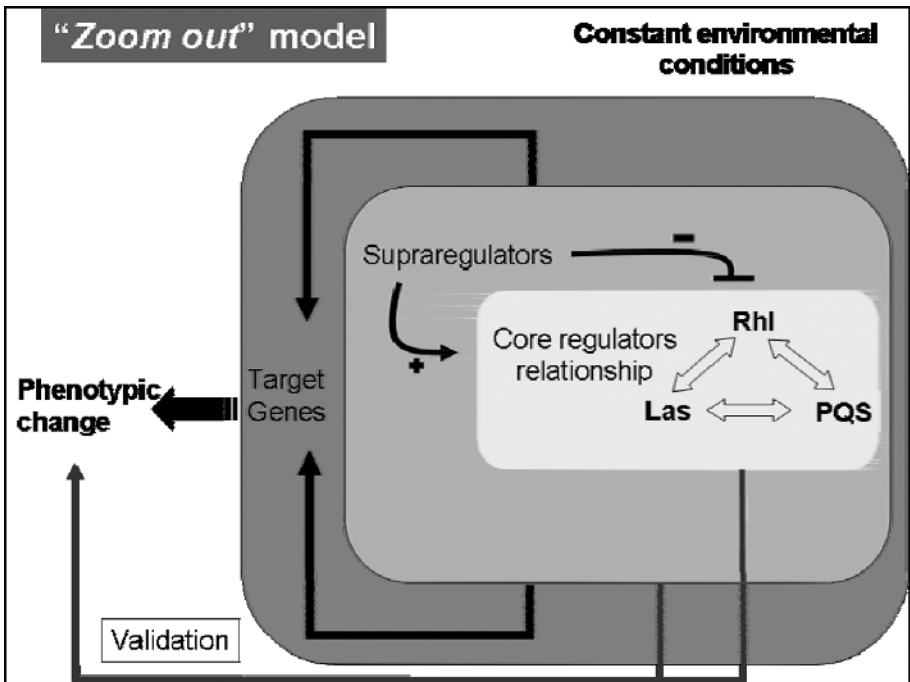 “Zoom out” model
Constant environmental
conditions
Supraregulators
−
+
Core regulators
relationship
Rhl
Las
PQS
Target
Genes
Phenotypic
change
Validation